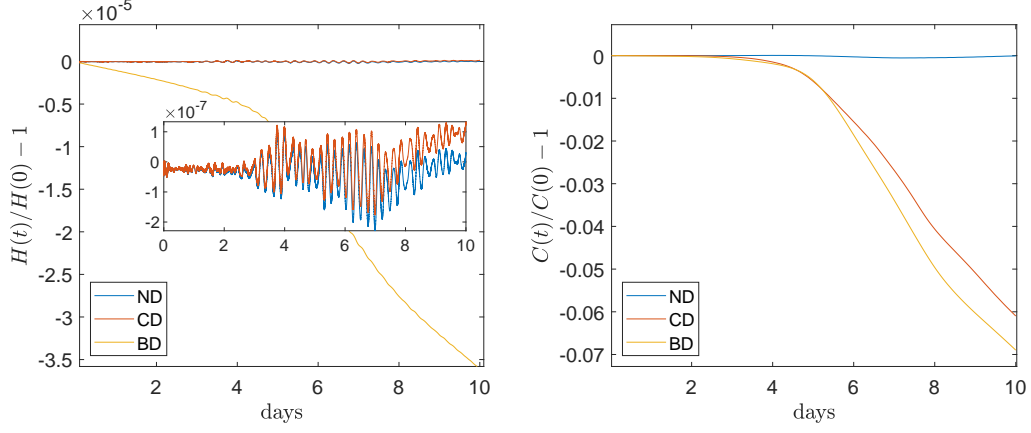 ×10⁻⁵
0
-0.5
-1
-1.5
-2
-2.5
-3
-3.5
H(t)/H(0) − 1
2 4 6 8 10
days
×10⁻⁷
1
0
-1
-2
0 2 4 6 8 10
ND
CD
BD
0
-0.01
-0.02
-0.03
-0.04
-0.05
-0.06
-0.07
C(t)/C(0) − 1
2 4 6 8 10
days
ND
CD
BD